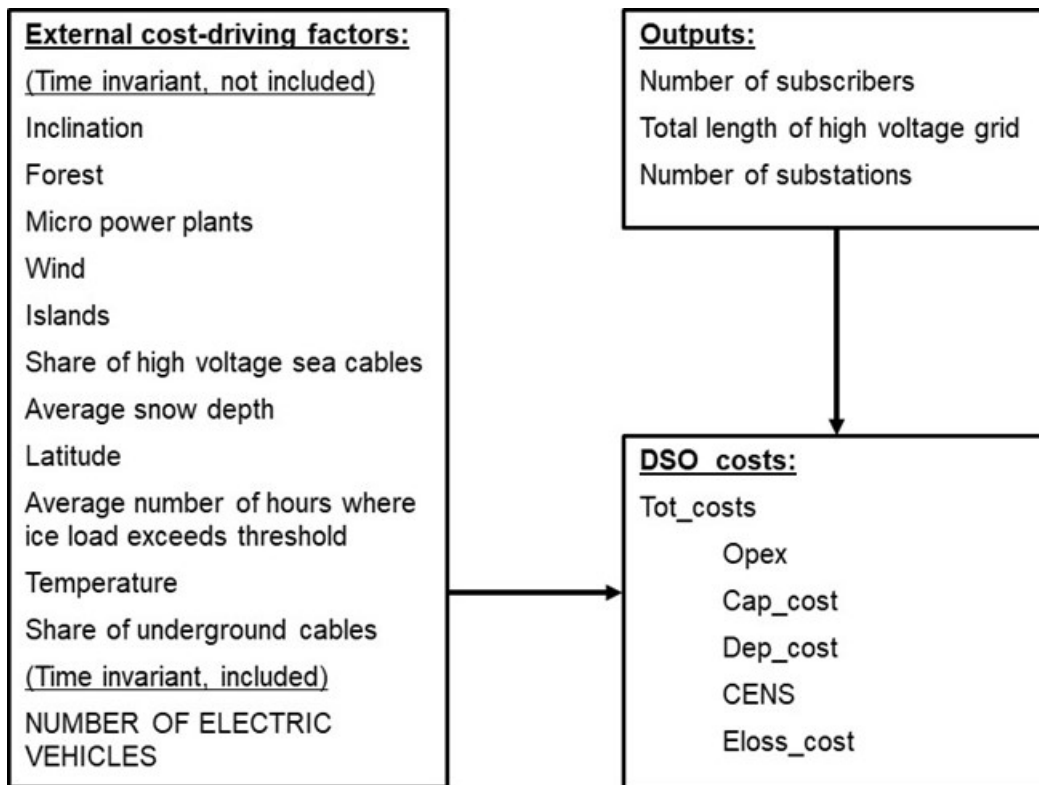 External cost-driving factors:
(Time invariant, not included)
Inclination
Forest
Micro power plants
Wind
Islands
Share of high voltage sea cables
Average snow depth
Latitude
Average number of hours where
ice load exceeds threshold
Temperature
Share of underground cables
(Time invariant, included)
NUMBER OF ELECTRIC
VEHICLES
Outputs:
Number of subscribers
Total length of high voltage grid
Number of substations
DSO costs:
Tot_costs
Opex
Cap_cost
Dep_cost
CENS
Eloss_cost